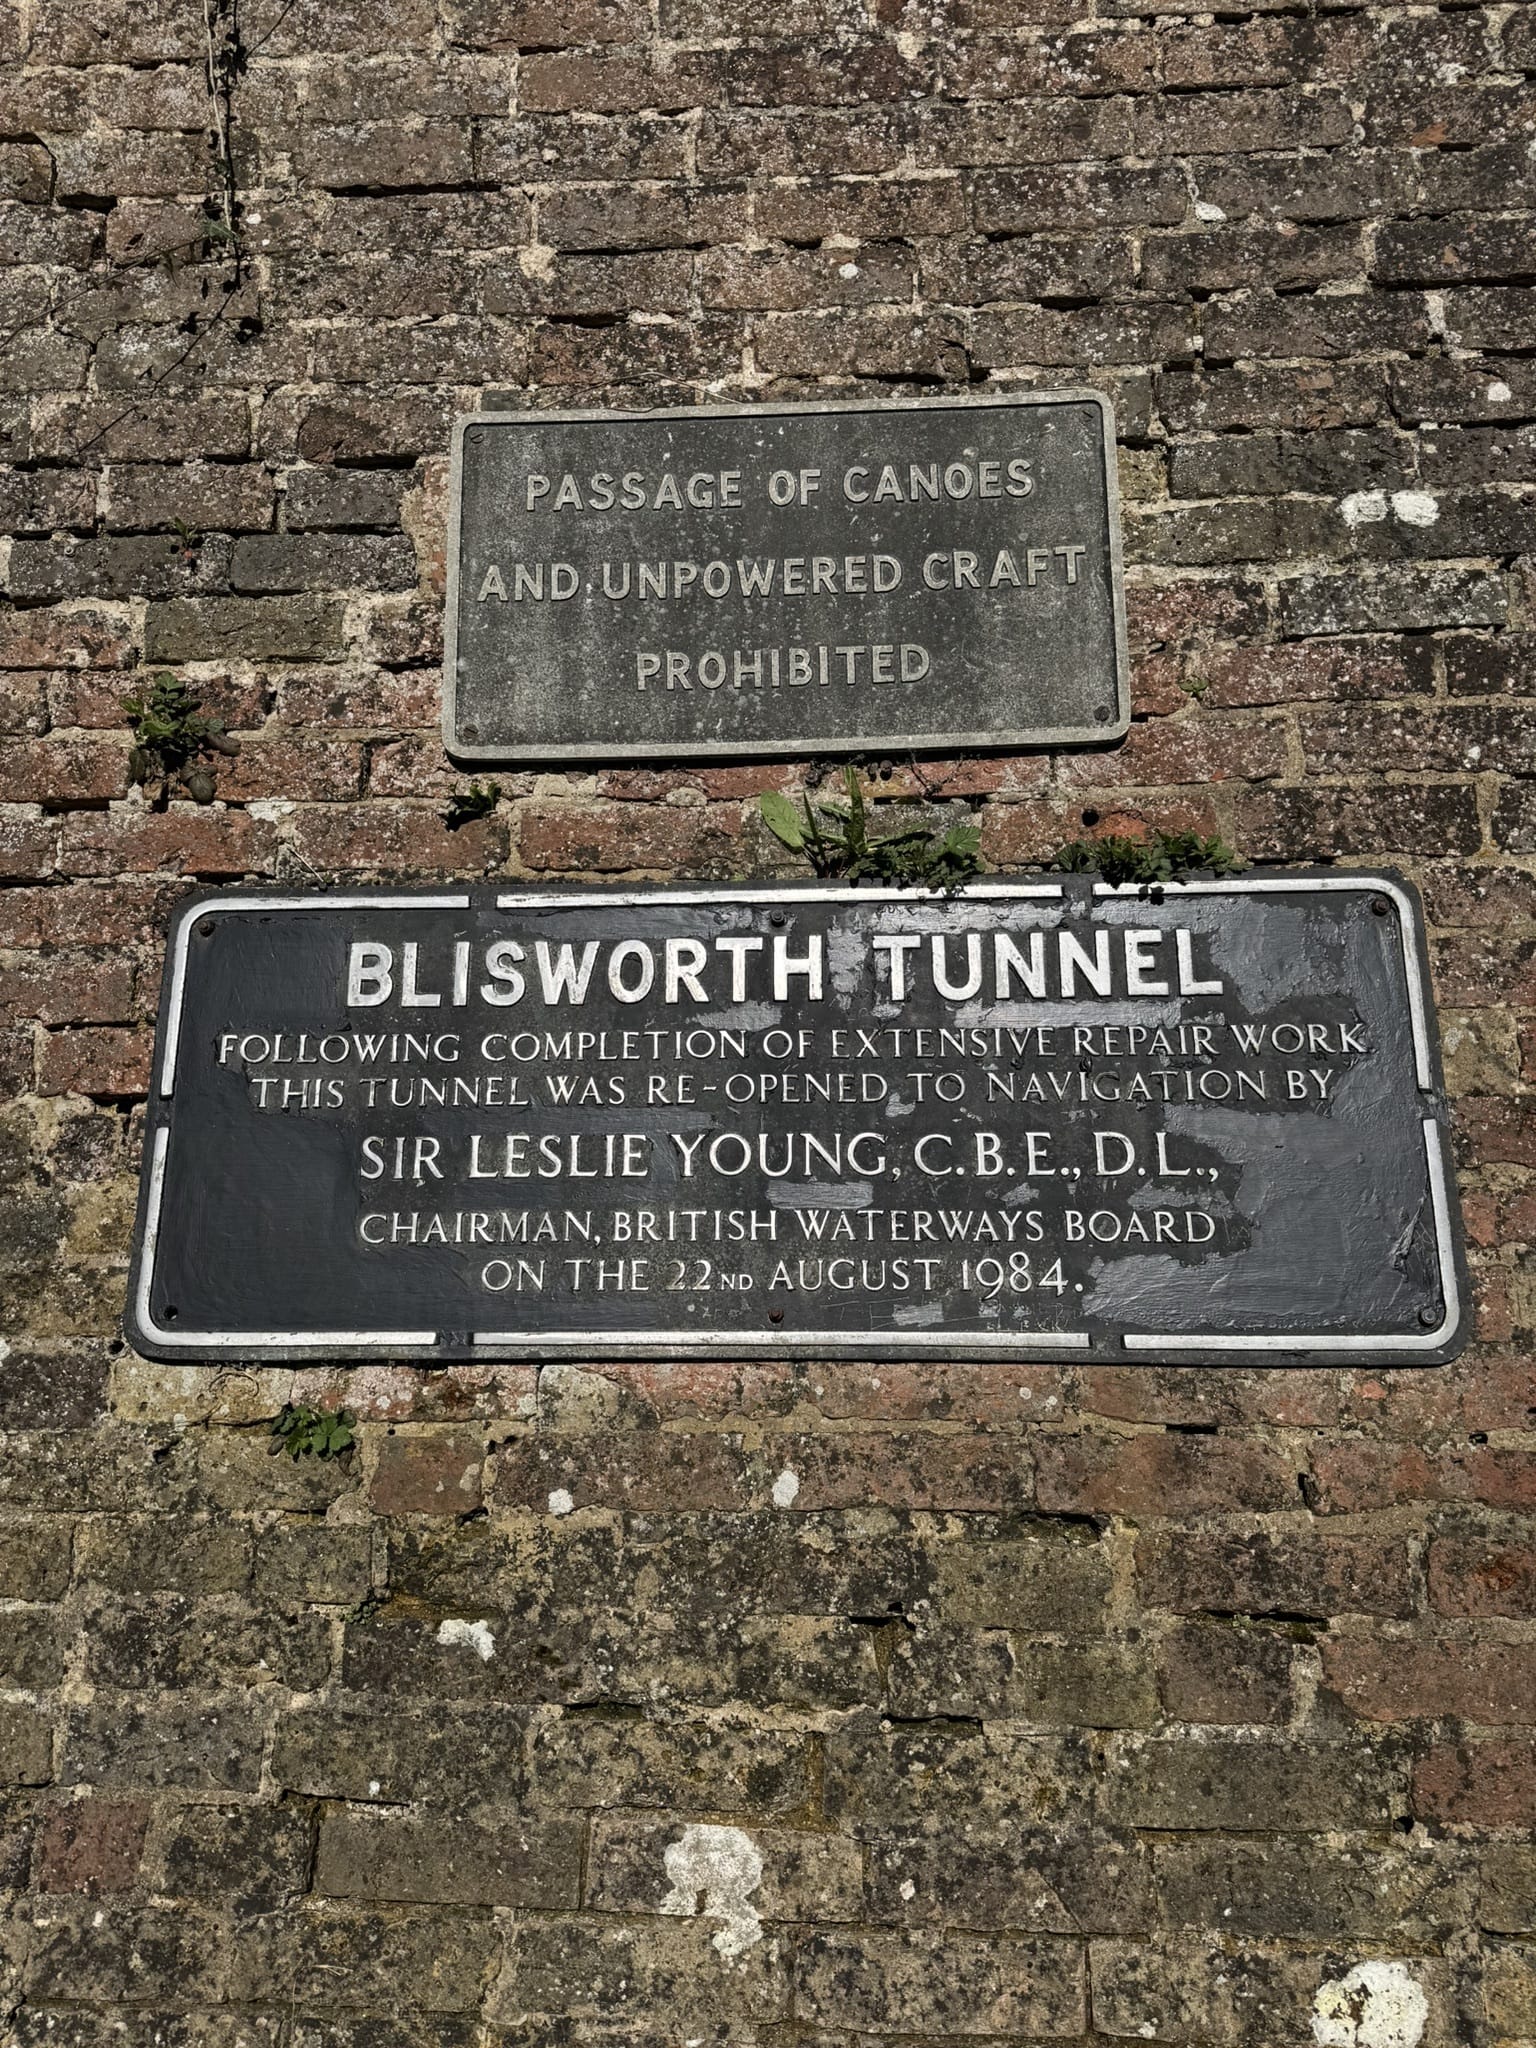 PASSAGE OF CANOES
AND UNPOWERED CRAFT
PROHIBITED
BLISWORTH TUNNEL
FOLLOWING COMPLETION OF EXTENSIVE REPAIR WORK
THIS TUNNEL WAS RE-OPENED TO NAVIGATION BY
SIR LESLIE YOUNG, C.B.E., D.L.,
CHAIRMAN, BRITISH WATERWAYS BOARD
ON THE 22ND AUGUST 1984.